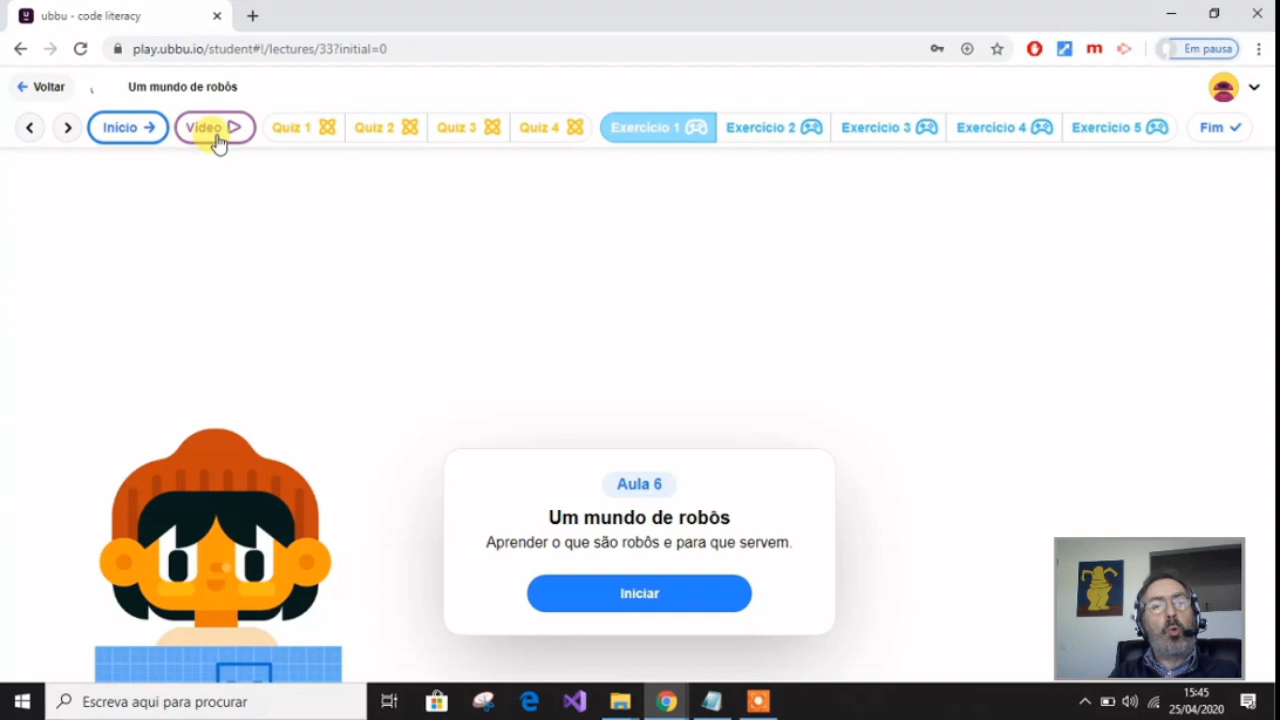 ubbu - code literacy
play.ubbu.io/student#!/lectures/33?initial=0
m
Em pausa
Voltar
Um mundo de robôs
Início
Vídeo
Quiz 1
Quiz 2
Quiz 3
Quiz 4
Exercício 1
Exercício 2
Exercício 3
Exercício 4
Exercício 5
Fim
Aula 6
Um mundo de robôs
Aprender o que são robôs e para que servem.
Iniciar
Escreva aqui para procurar
15:45
25/04/2020